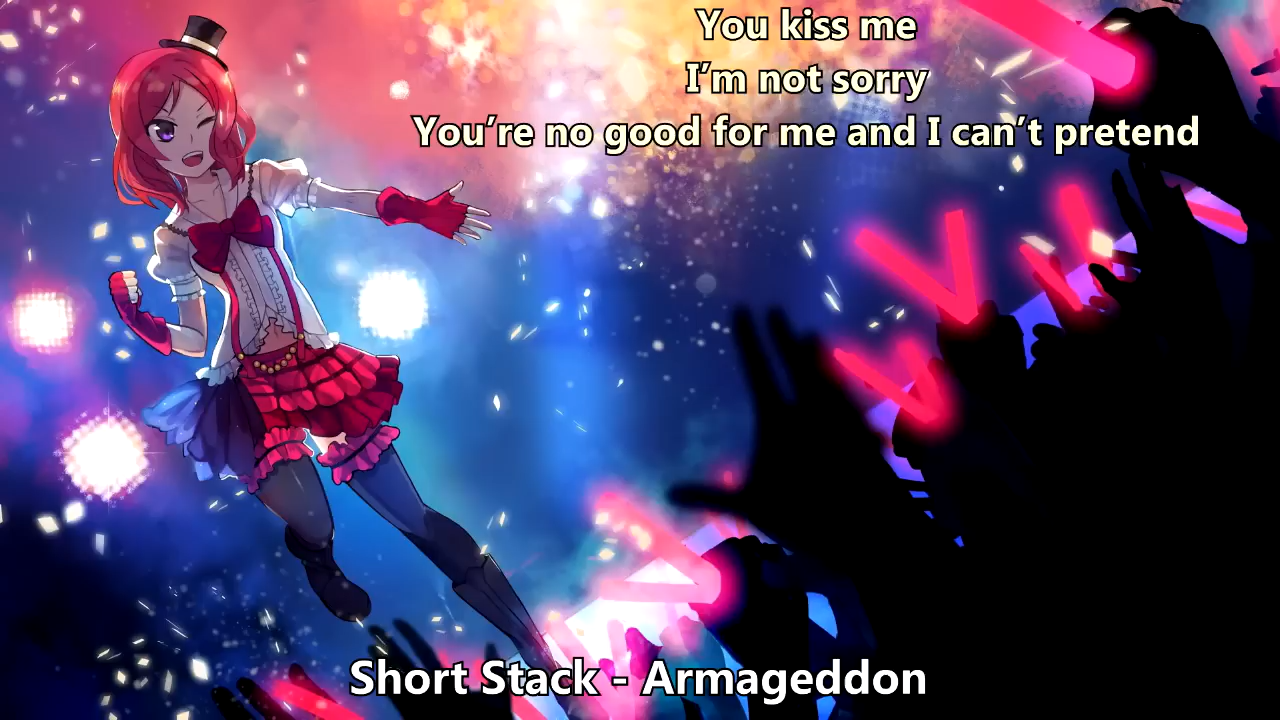 You kiss me
I’m not sorry
You’re no good for me and I can’t pretend
Short Stack - Armageddon